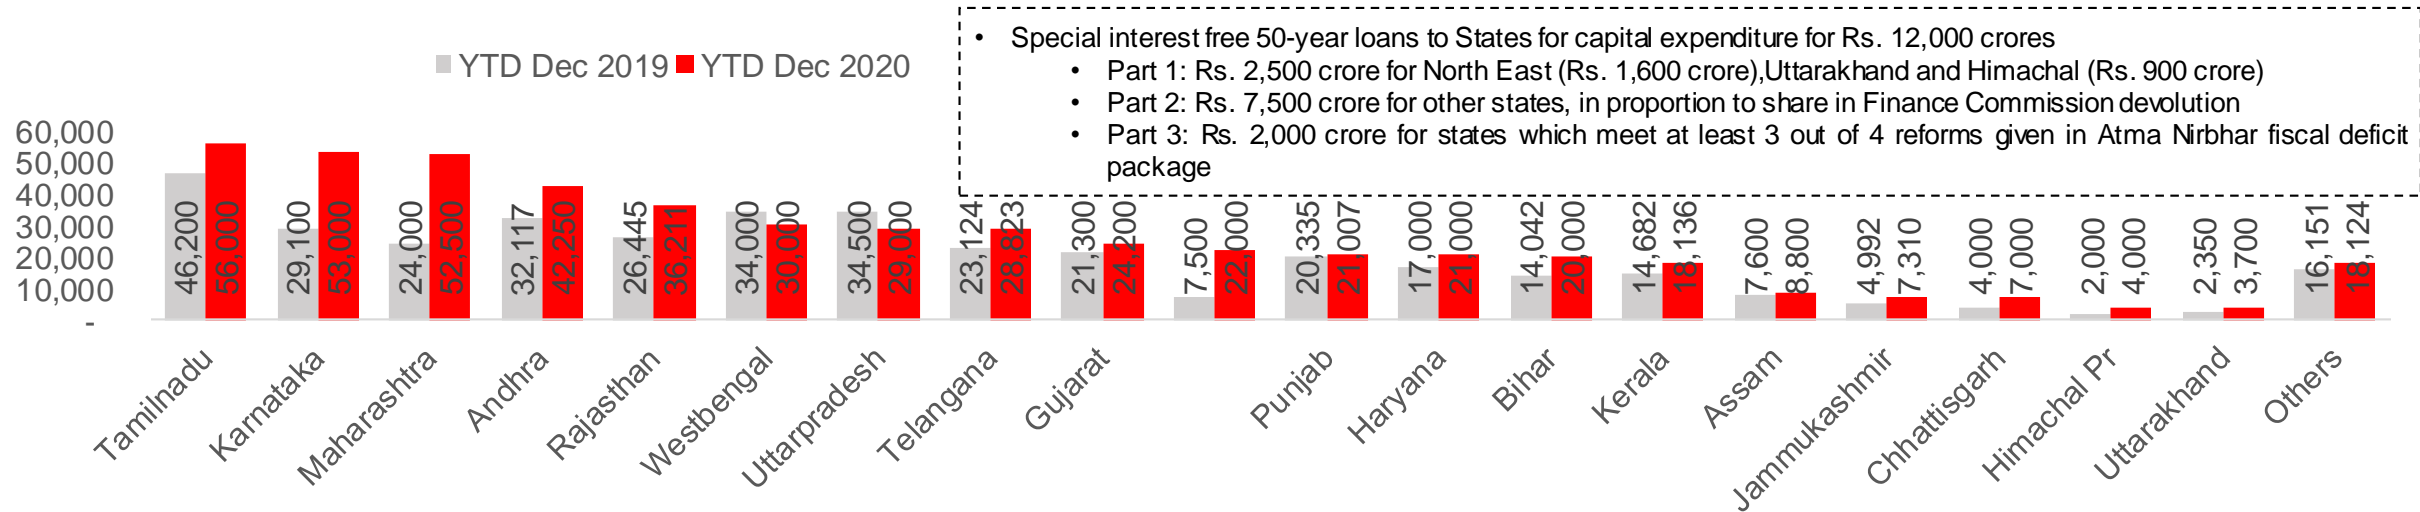 • Special interest free 50-year loans to States for capital expenditure for Rs. 12,000 crores
• Part 1: Rs. 2,500 crore for North East (Rs. 1,600 crore),Uttarakhand and Himachal (Rs. 900 crore)
• Part 2: Rs. 7,500 crore for other states, in proportion to share in Finance Commission devolution
• Part 3: Rs. 2,000 crore for states which meet at least 3 out of 4 reforms given in Atma Nirbhar fiscal deficit
package
YTD Dec 2019 YTD Dec 2020
60,000
50,000
40,000
30,000
20,000
10,000
-
46,200
56,000
29,100
53,000
24,000
52,500
32,117
42,250
26,445
36,211
34,000
30,000
34,500
29,000
23,124
28,823
21,300
24,200
7,500
22,000
20,335
21,007
17,000
21,000
14,042
20,000
14,682
18,136
7,600
8,800
4,992
7,310
4,000
7,000
2,000
4,000
2,350
3,700
16,151
18,124
Tamilnadu
Karnataka
Maharashtra
Andhra
Rajasthan
Westbengal
Uttarpradesh
Telangana
Gujarat
Punjab
Haryana
Bihar
Kerala
Assam
Jammukashmir
Chhattisgarh
Himachal Pr
Uttarakhand
Others